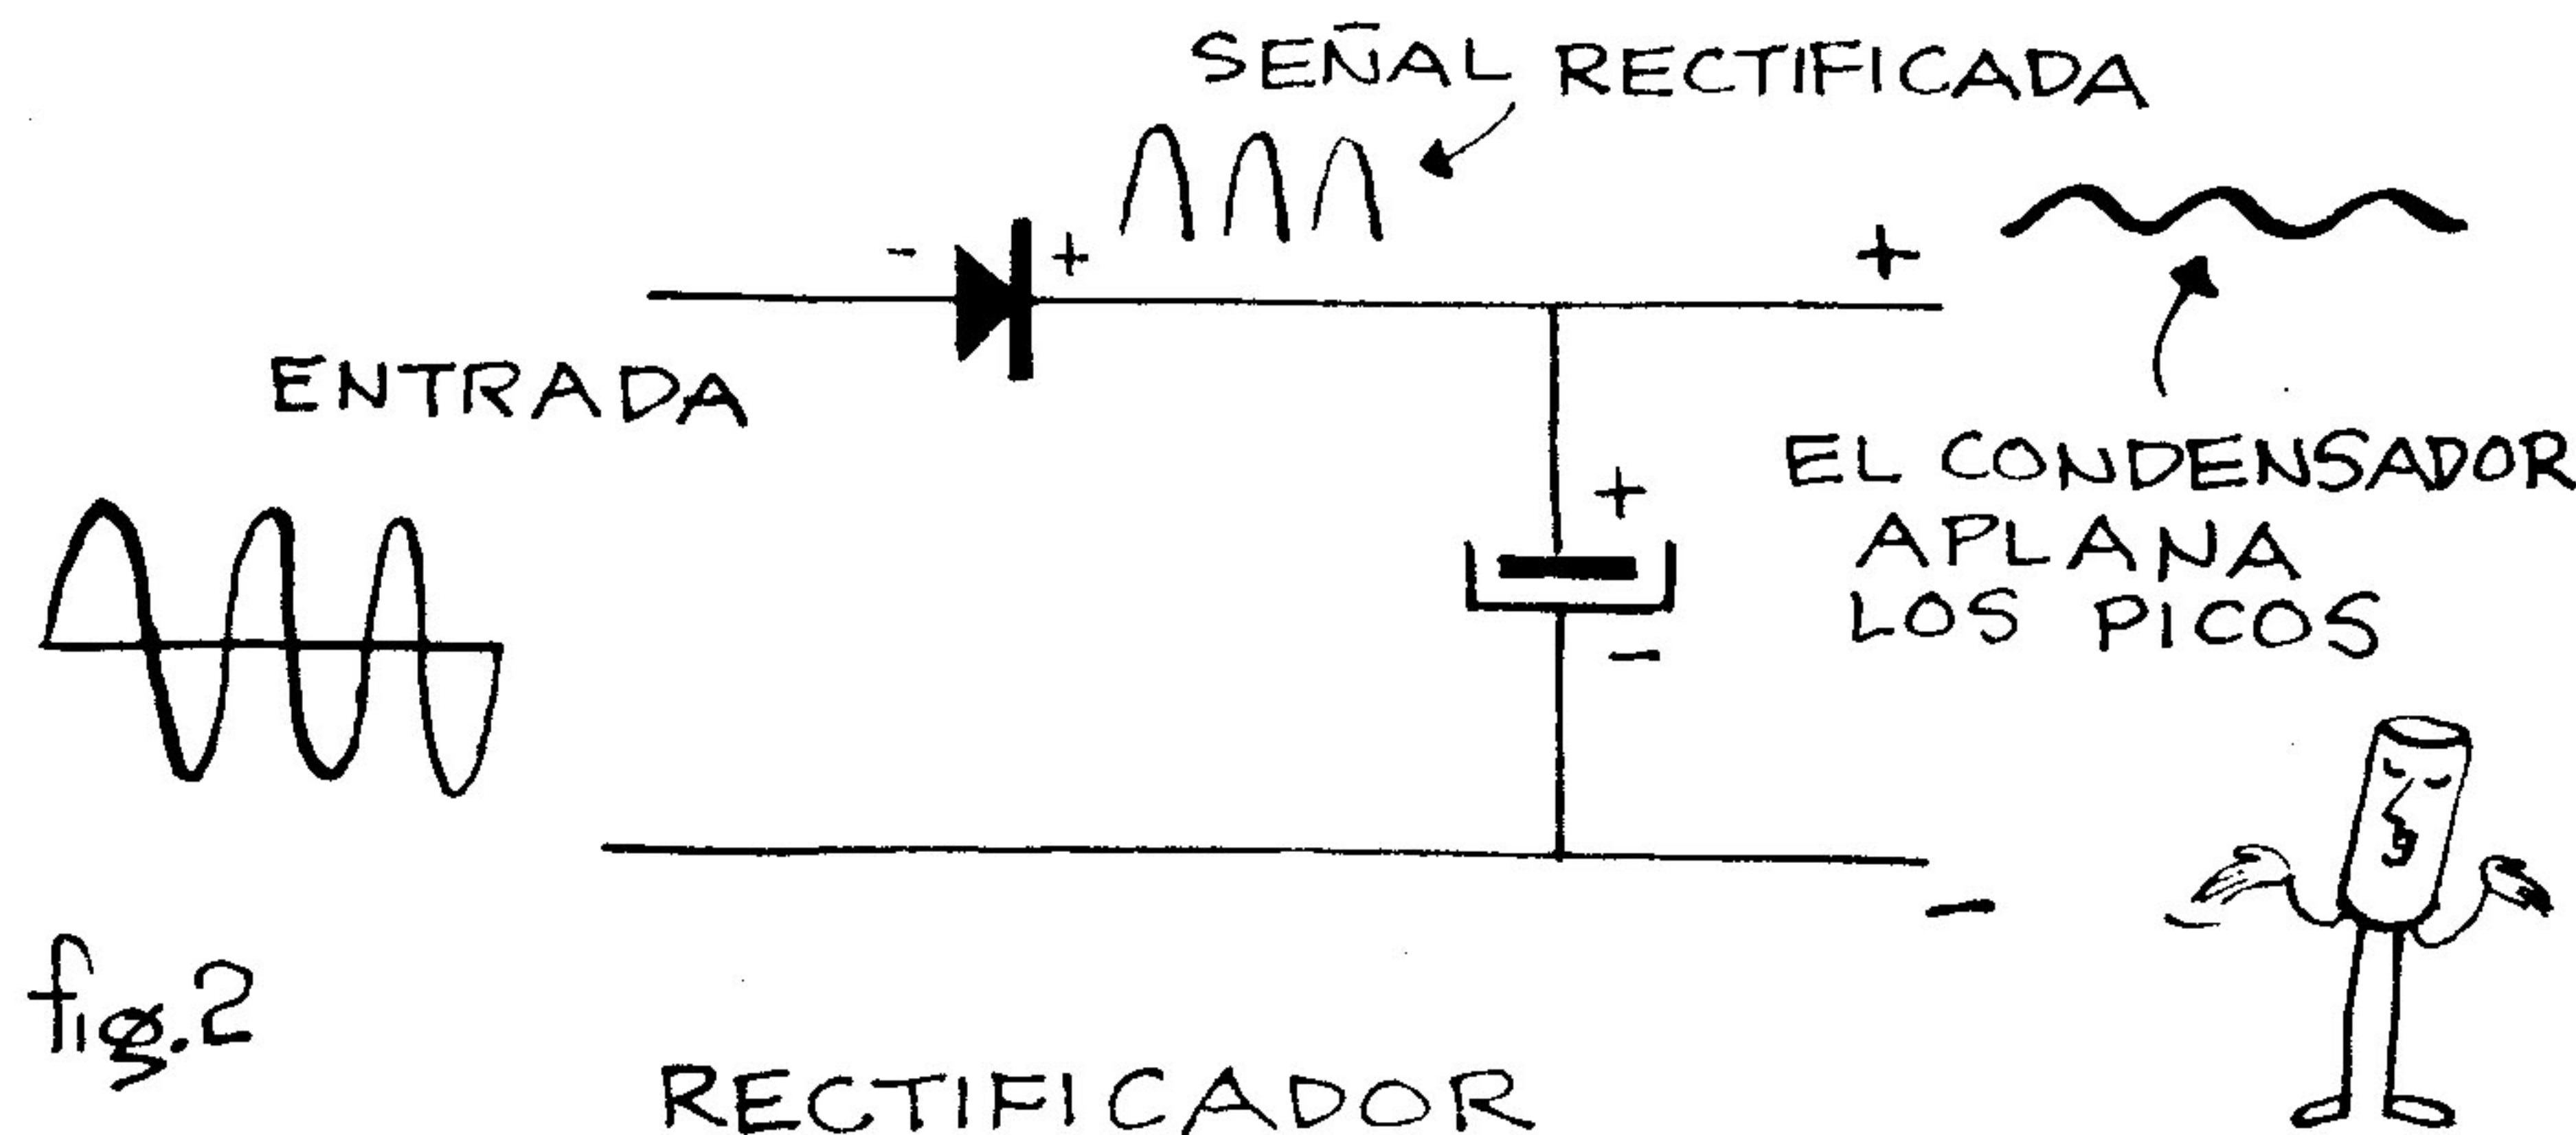 SEÑAL RECTIFICADA
- +
+
ENTRADA
EL CONDENSADOR
APLANA
LOS PICOS
+
-
-
fig.2
RECTIFICADOR